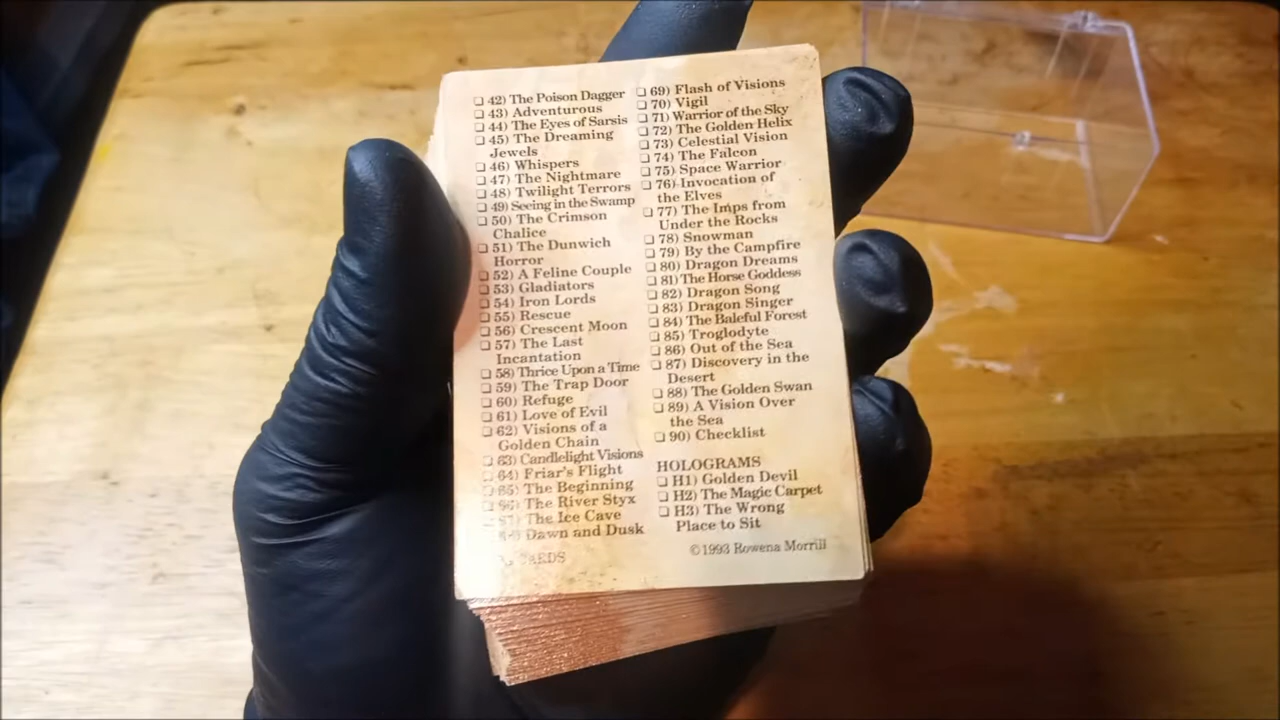 ❏ 42) The Poison Dagger
❏ 43) Adventurous
❏ 44) The Eyes of Sarsis
❏ 45) The Dreaming
Jewels
❏ 46) Whispers
❏ 47) The Nightmare
❏ 48) Twilight Terrors
❏ 49) Seeing in the Swamp
❏ 50) The Crimson
Chalice
❏ 51) The Dunwich
Horror
❏ 52) A Feline Couple
❏ 53) Gladiators
❏ 54) Iron Lords
❏ 55) Rescue
❏ 56) Crescent Moon
❏ 57) The Last
Incantation
❏ 58) Thrice Upon a Time
❏ 59) The Trap Door
❏ 60) Refuge
❏ 61) Love of Evil
❏ 62) Visions of a
Golden Chain
❏ 63) Candlelight Visions
❏ 64) Friar's Flight
❏ 65) The Beginning
❏ 66) The River Styx
67) The Ice Cave
Dawn and Dusk
CARDS
❏ 69) Flash of Visions
❏ 70) Vigil
❏ 71) Warrior of the Sky
❏ 72) The Golden Helix
❏ 73) Celestial Vision
❏ 74) The Falcon
❏ 75) Space Warrior
❏ 76) Invocation of
the Elves
❏ 77) The Imps from
Under the Rocks
❏ 78) Snowman
❏ 79) By the Campfire
❏ 80) Dragon Dreams
❏ 81) The Horse Goddess
❏ 82) Dragon Song
❏ 83) Dragon Singer
❏ 84) The Baleful Forest
❏ 85) Troglodyte
❏ 86) Out of the Sea
❏ 87) Discovery in the
Desert
❏ 88) The Golden Swan
❏ 89) A Vision Over
the Sea
❏ 90) Checklist
HOLOGRAMS
❏ H1) Golden Devil
❏ H2) The Magic Carpet
❏ H3) The Wrong
Place to Sit
©1993 Rowena Morrill